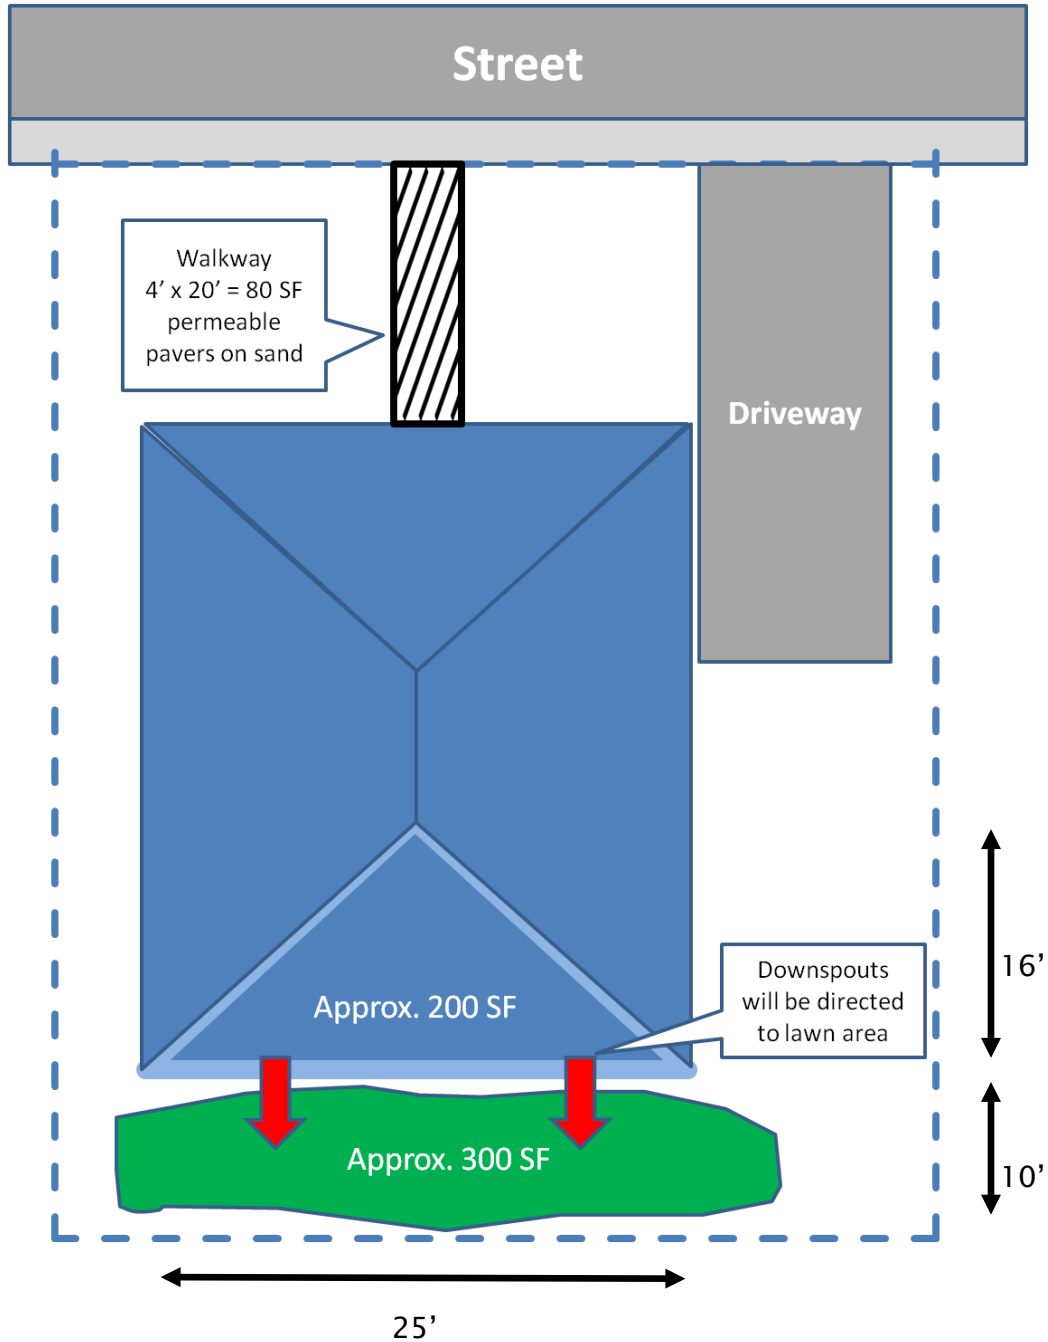 Street
Walkway
4’ x 20’ = 80 SF
permeable
pavers on sand
Driveway
16’
Downspouts
will be directed
to lawn area
Approx. 200 SF
Approx. 300 SF
10’
25’